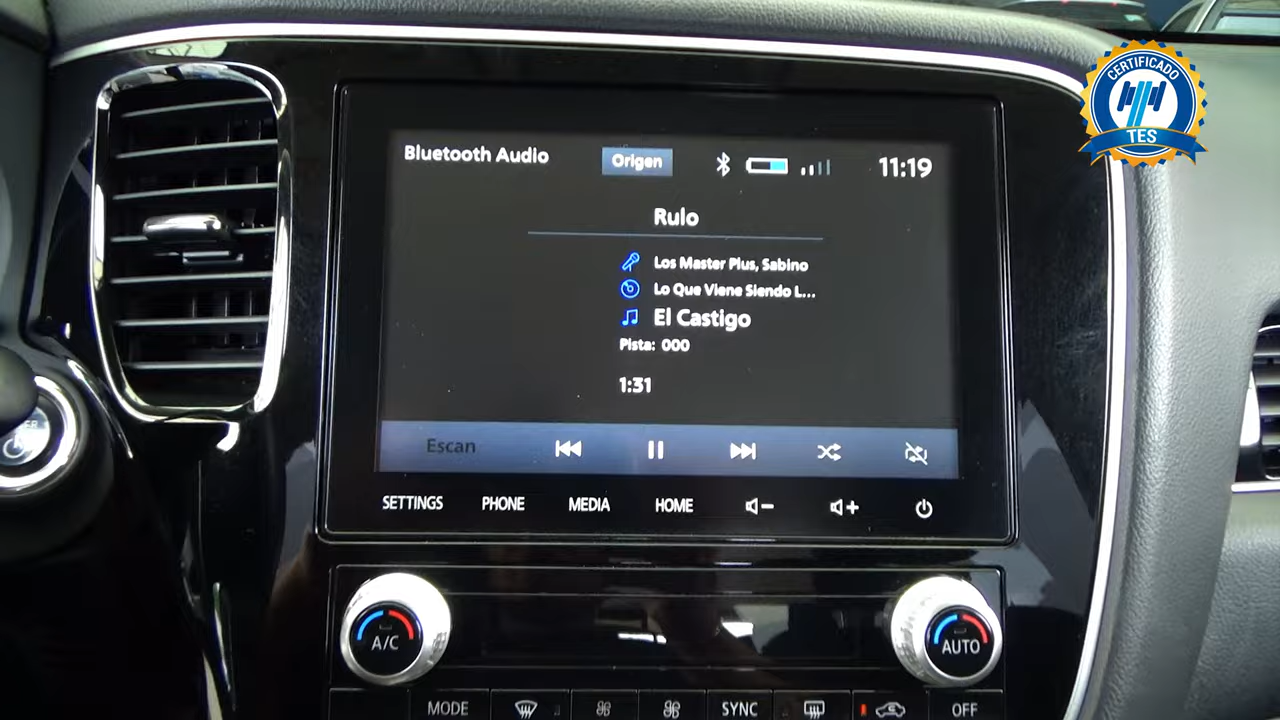 CERTIFICADO
TES
Bluetooth Audio
Origen
11:19
Rulo
Los Master Plus, Sabino
Lo Que Viene Siendo L...
El Castigo
Pista: 000
1:31
Escan
SETTINGS
PHONE
MEDIA
HOME
A/C
AUTO
MODE
SYNC
OFF